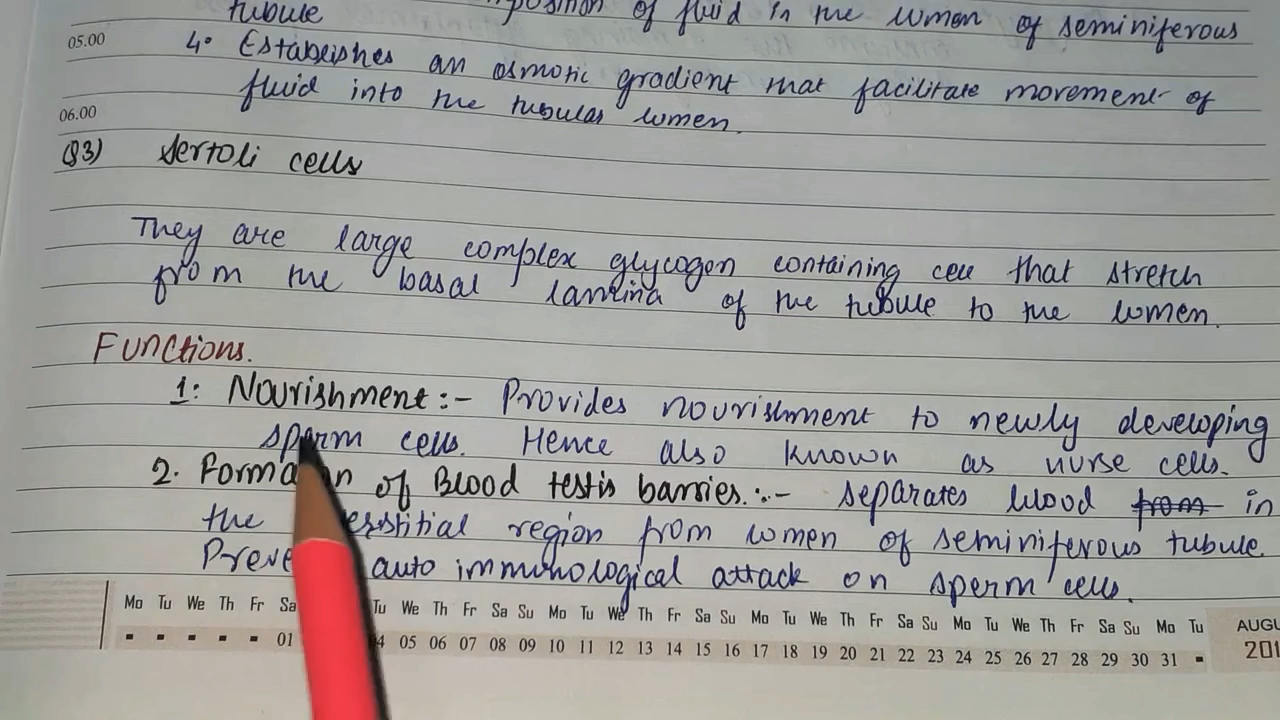 tubule of fluid in the lumen of seminiferous
05.00
4. Establishes an osmotic gradient that facilitate movement of
fluid into the tubular lumen.
06.00
Q3) Sertoli cells
They are large complex glycogen containing cell that stretch
from the basal lamina of the tubule to the lumen.
Functions.
1: Nourishment:- Provides nourishment to newly developing
sperm cells. Hence also known as nurse cells.
2. of Blood testis barries.:- separates blood from in
the region from lumen of seminiferous tubule.
auto immunological attack on sperm cells.
Mo Tu We Th Fr Sa Tu We Th Fr Sa Su Mo Tu We Th Fr Sa Su Mo Tu We Th Fr Sa Su Mo Tu We Th Fr Sa Su Mo Tu
01 05 06 07 08 09 10 11 12 13 14 15 16 17 18 19 20 21 22 23 24 25 26 27 28 29 30 31